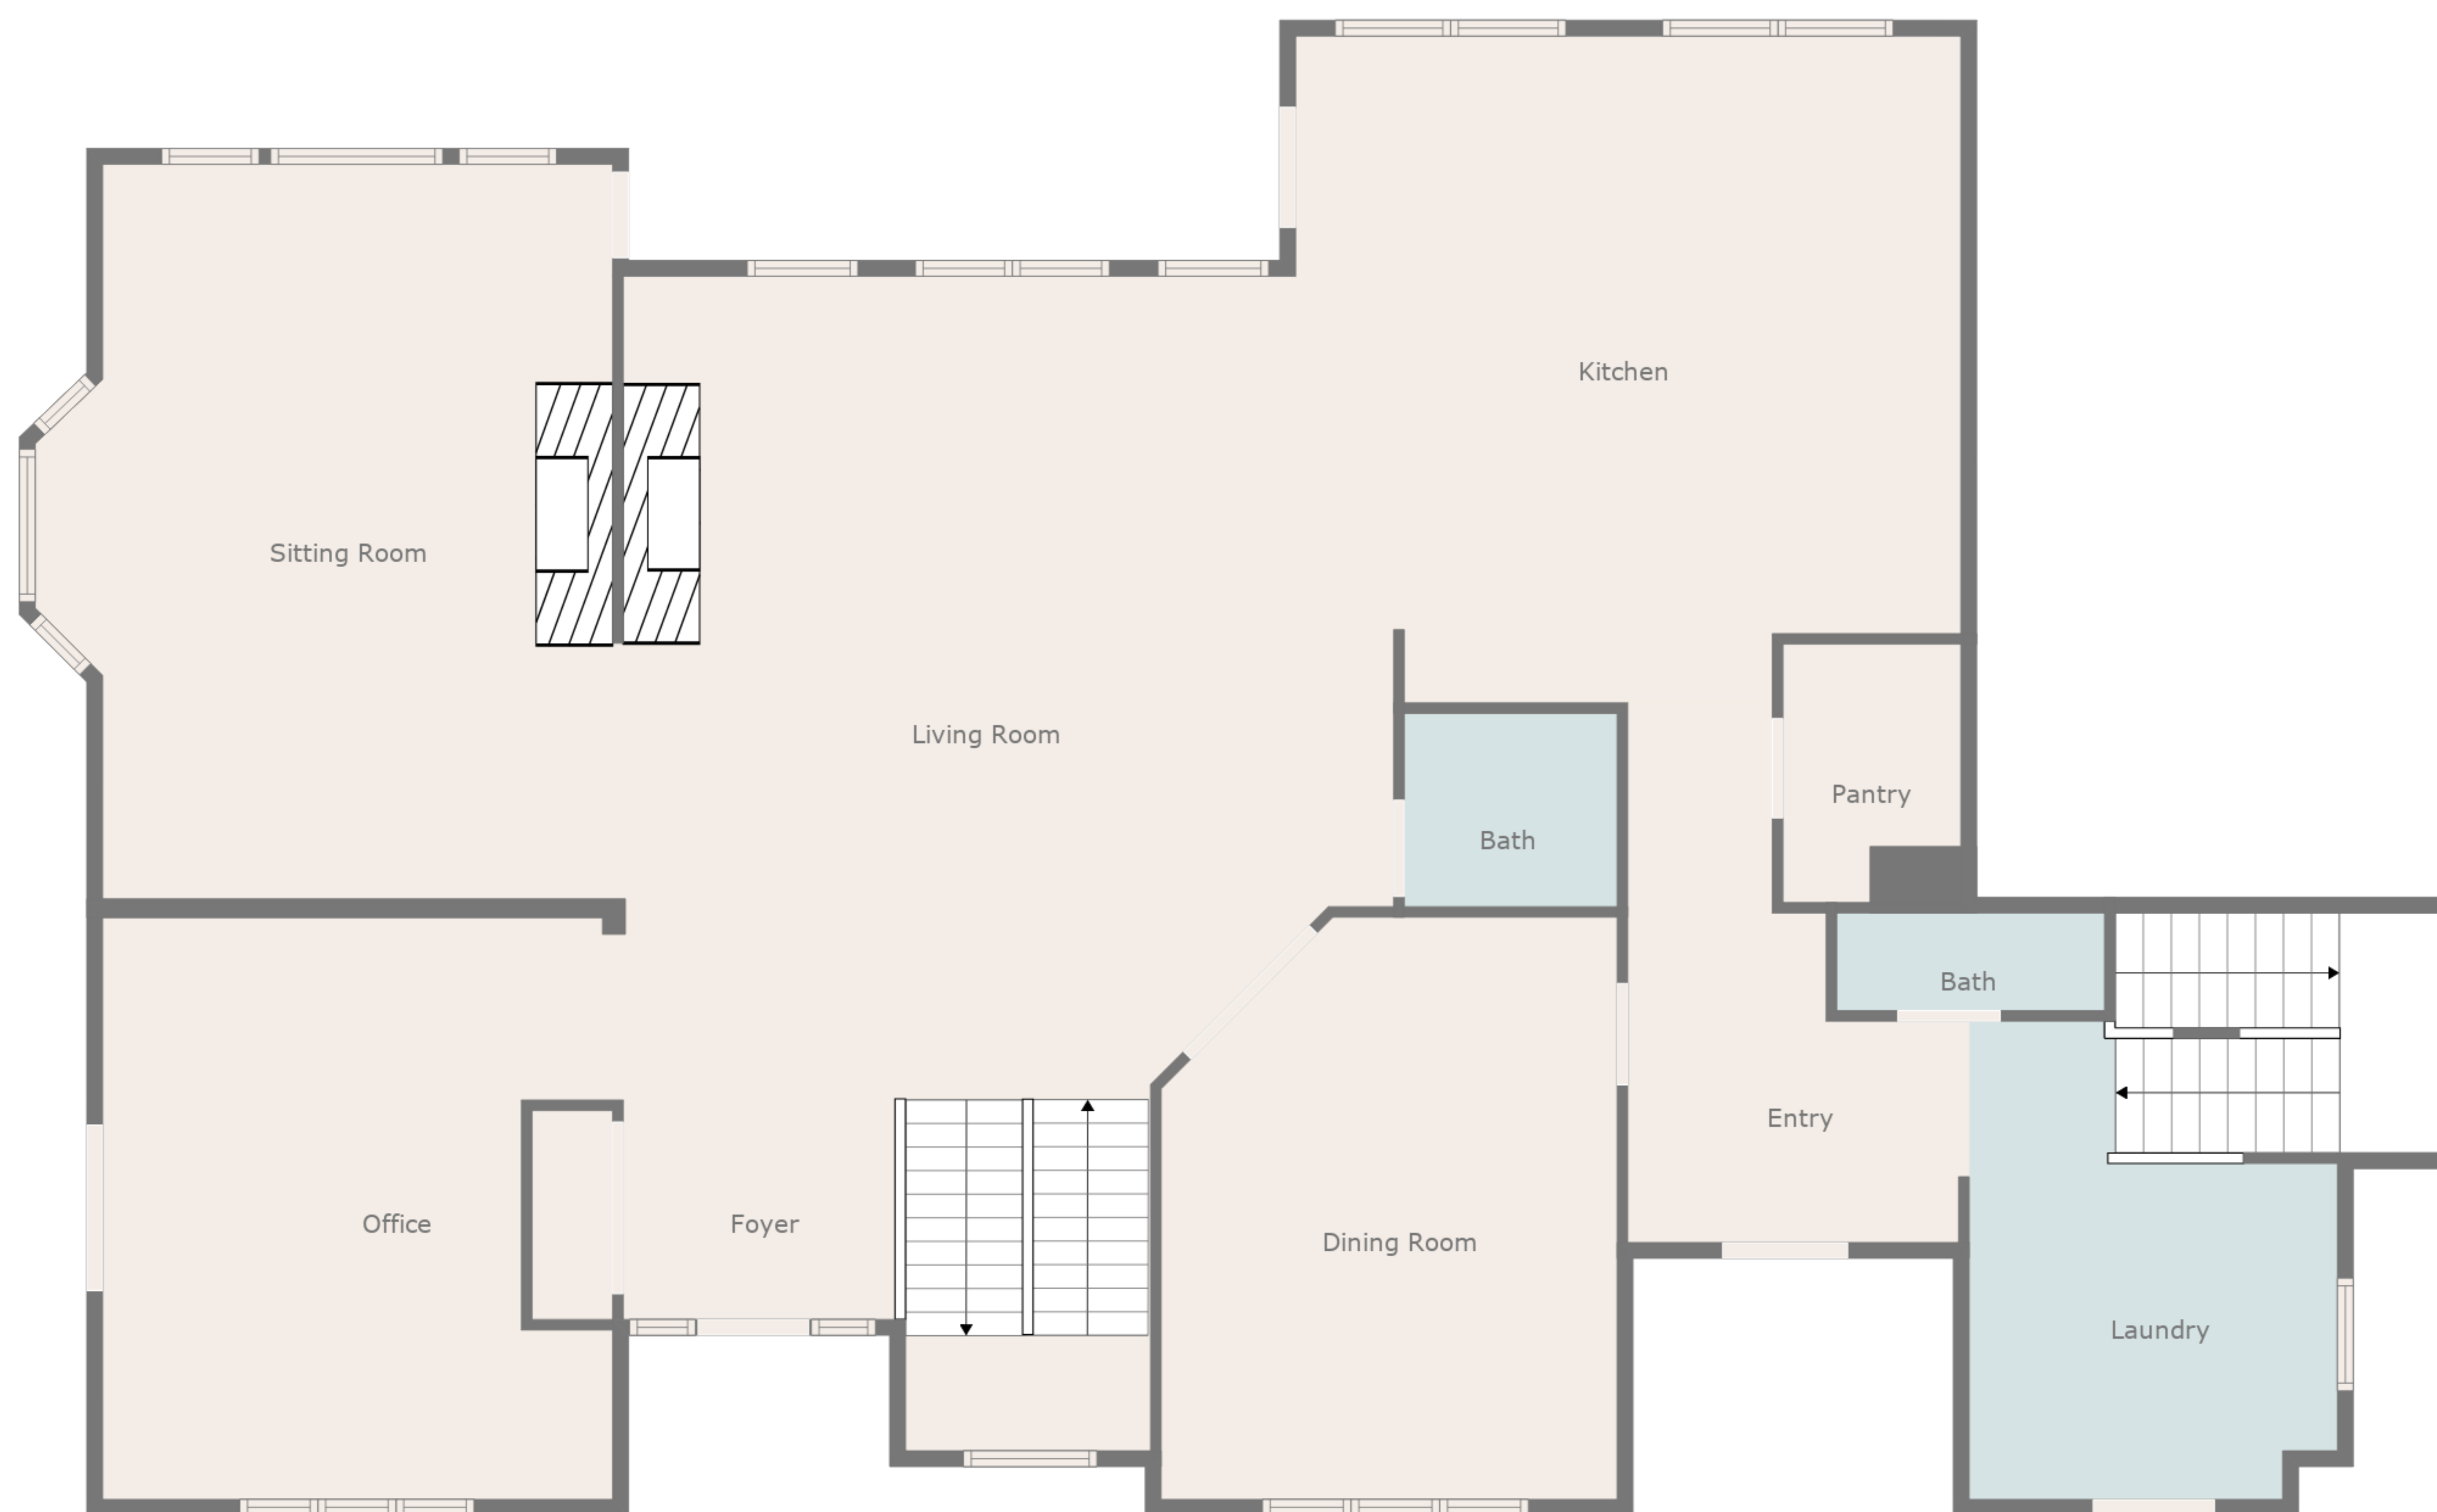 Kitchen
Sitting Room
Living Room
Pantry
Bath
Bath
Entry
Office
Foyer
Dining Room
Laundry